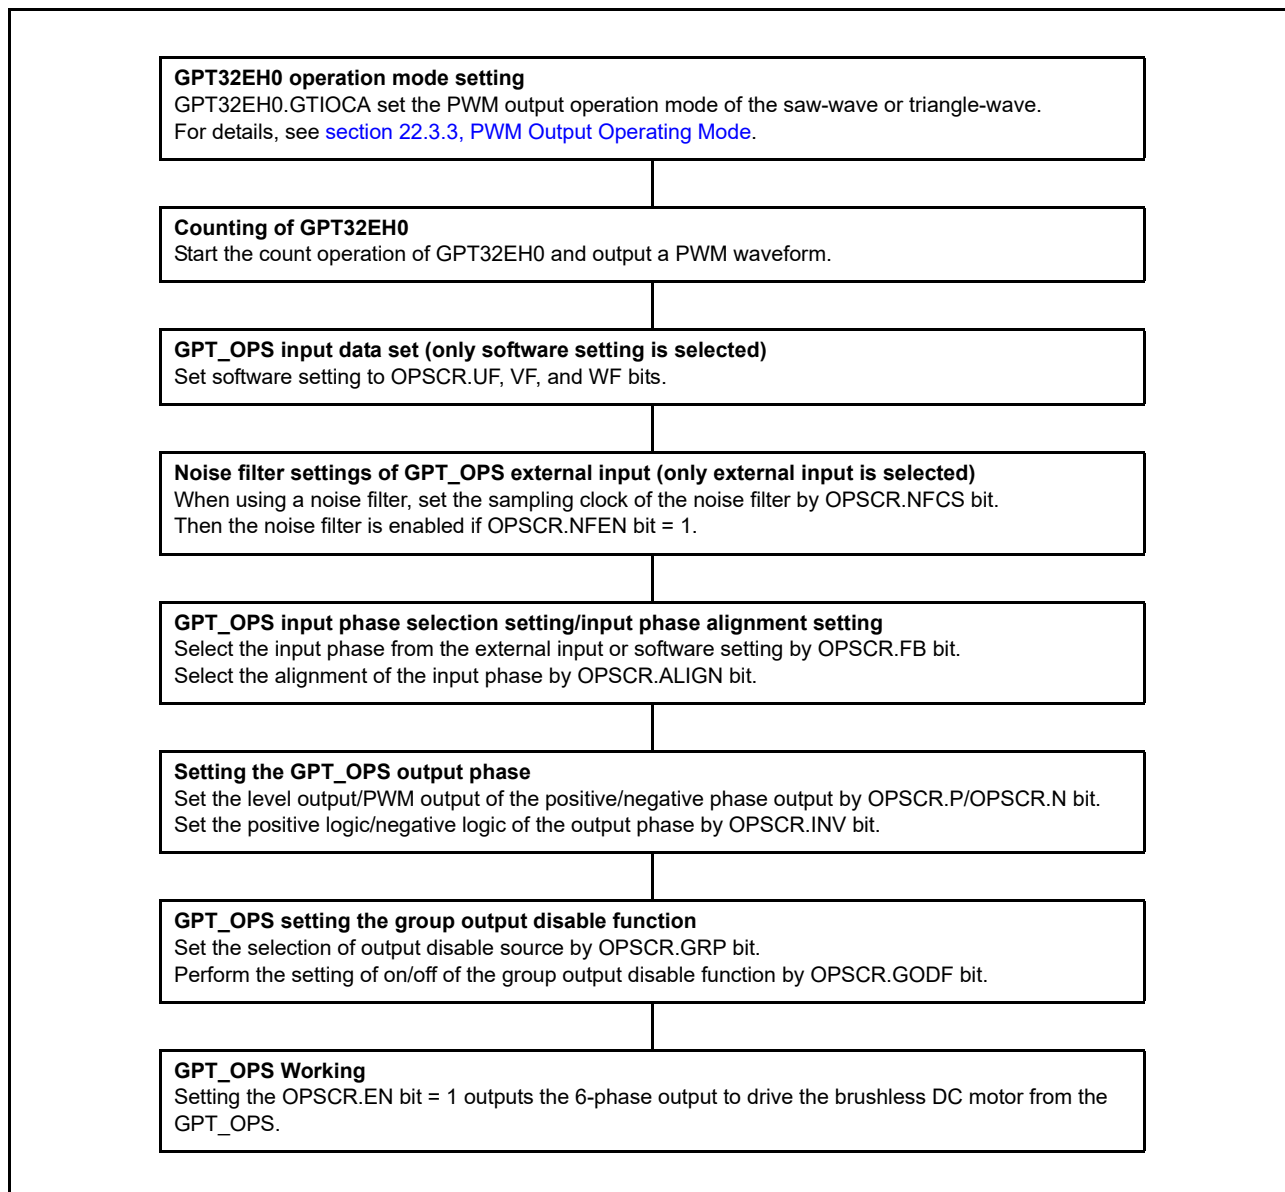 GPT32EH0 operation mode setting
GPT32EH0.GTIOCA set the PWM output operation mode of the saw-wave or triangle-wave.
For details, see section 22.3.3, PWM Output Operating Mode.
Counting of GPT32EH0
Start the count operation of GPT32EH0 and output a PWM waveform.
GPT_OPS input data set (only software setting is selected)
Set software setting to OPSCR.UF, VF, and WF bits.
Noise filter settings of GPT_OPS external input (only external input is selected)
When using a noise filter, set the sampling clock of the noise filter by OPSCR.NFCS bit.
Then the noise filter is enabled if OPSCR.NFEN bit = 1.
GPT_OPS input phase selection setting/input phase alignment setting
Select the input phase from the external input or software setting by OPSCR.FB bit.
Select the alignment of the input phase by OPSCR.ALIGN bit.
Setting the GPT_OPS output phase
Set the level output/PWM output of the positive/negative phase output by OPSCR.P/OPSCR.N bit.
Set the positive logic/negative logic of the output phase by OPSCR.INV bit.
GPT_OPS setting the group output disable function
Set the selection of output disable source by OPSCR.GRP bit.
Perform the setting of on/off of the group output disable function by OPSCR.GODF bit.
GPT_OPS Working
Setting the OPSCR.EN bit = 1 outputs the 6-phase output to drive the brushless DC motor from the
GPT_OPS.